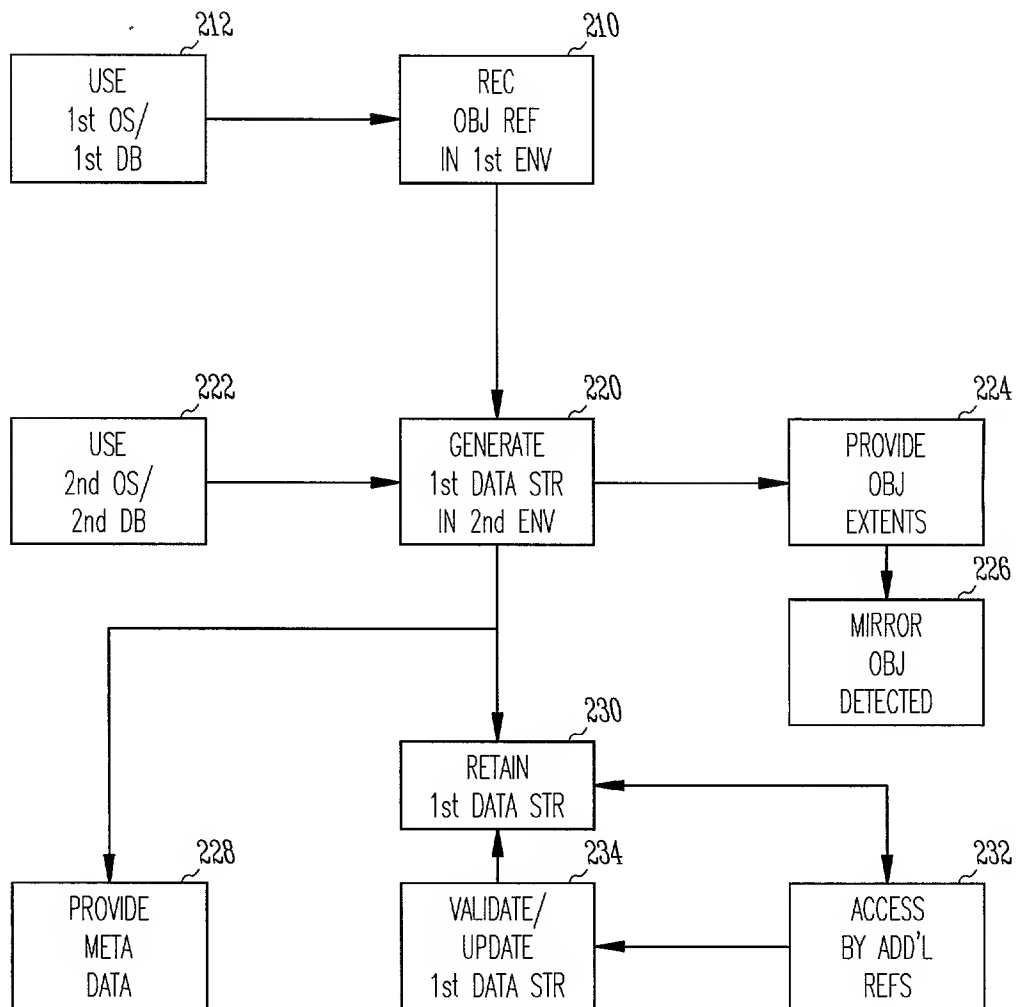 212
USE
1st OS/
1st DB
210
REC
OBJ REF
IN 1st ENV
222
USE
2nd OS/
2nd DB
220
GENERATE
1st DATA STR
IN 2nd ENV
224
PROVIDE
OBJ
EXTENTS
226
MIRROR
OBJ
DETECTED
230
RETAIN
1st DATA STR
228
PROVIDE
META
DATA
234
VALIDATE/
UPDATE
1st DATA STR
232
ACCESS
BY ADD'L
REFS